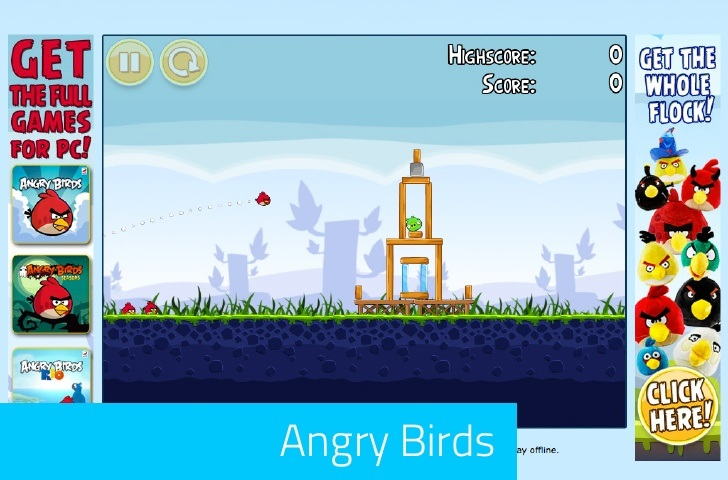 GET
THE FULL
GAMES
FOR PC!
ANGRY BIRDS
ANGRY BIRDS
SEASONS
ANGRY BIRDS
RIO
HIGHSCORE: 0
SCORE: 0
GET THE
WHOLE
FLOCK!
CLICK
HERE!
ay offline.
Angry Birds